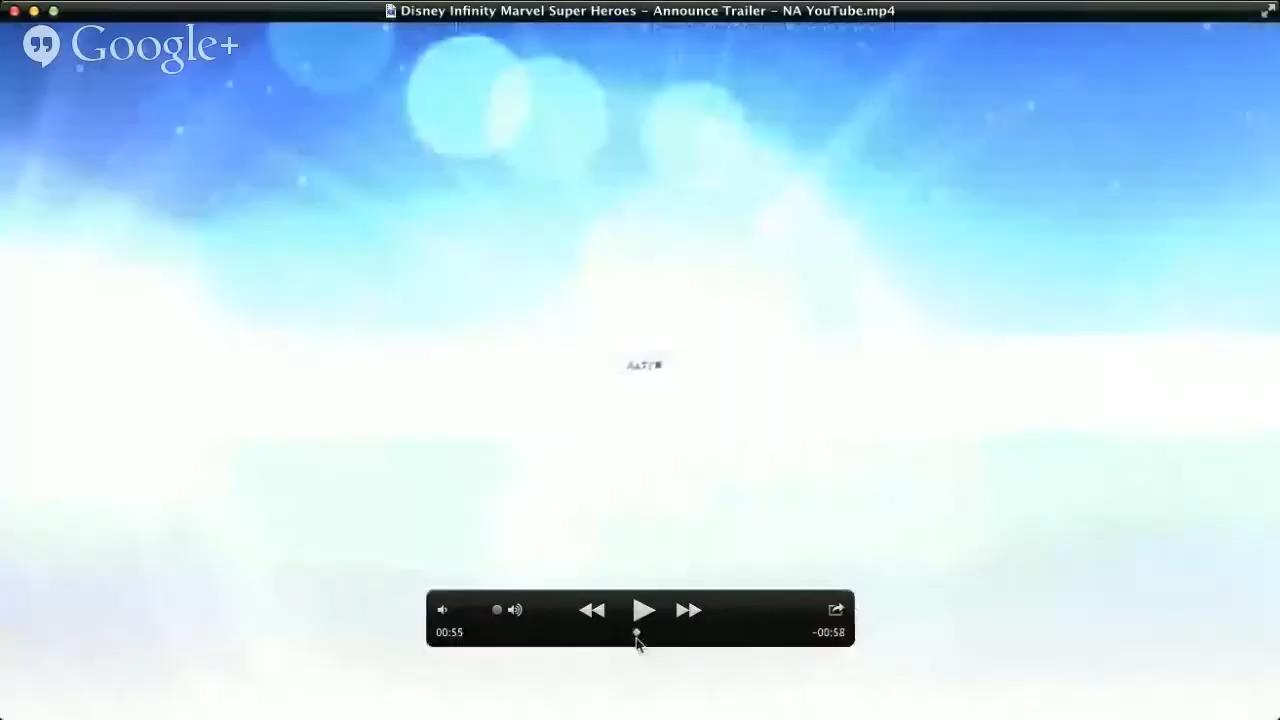 Disney Infinity Marvel Super Heroes – Announce Trailer – NA YouTube.mp4
Google+
00:55
-00:58